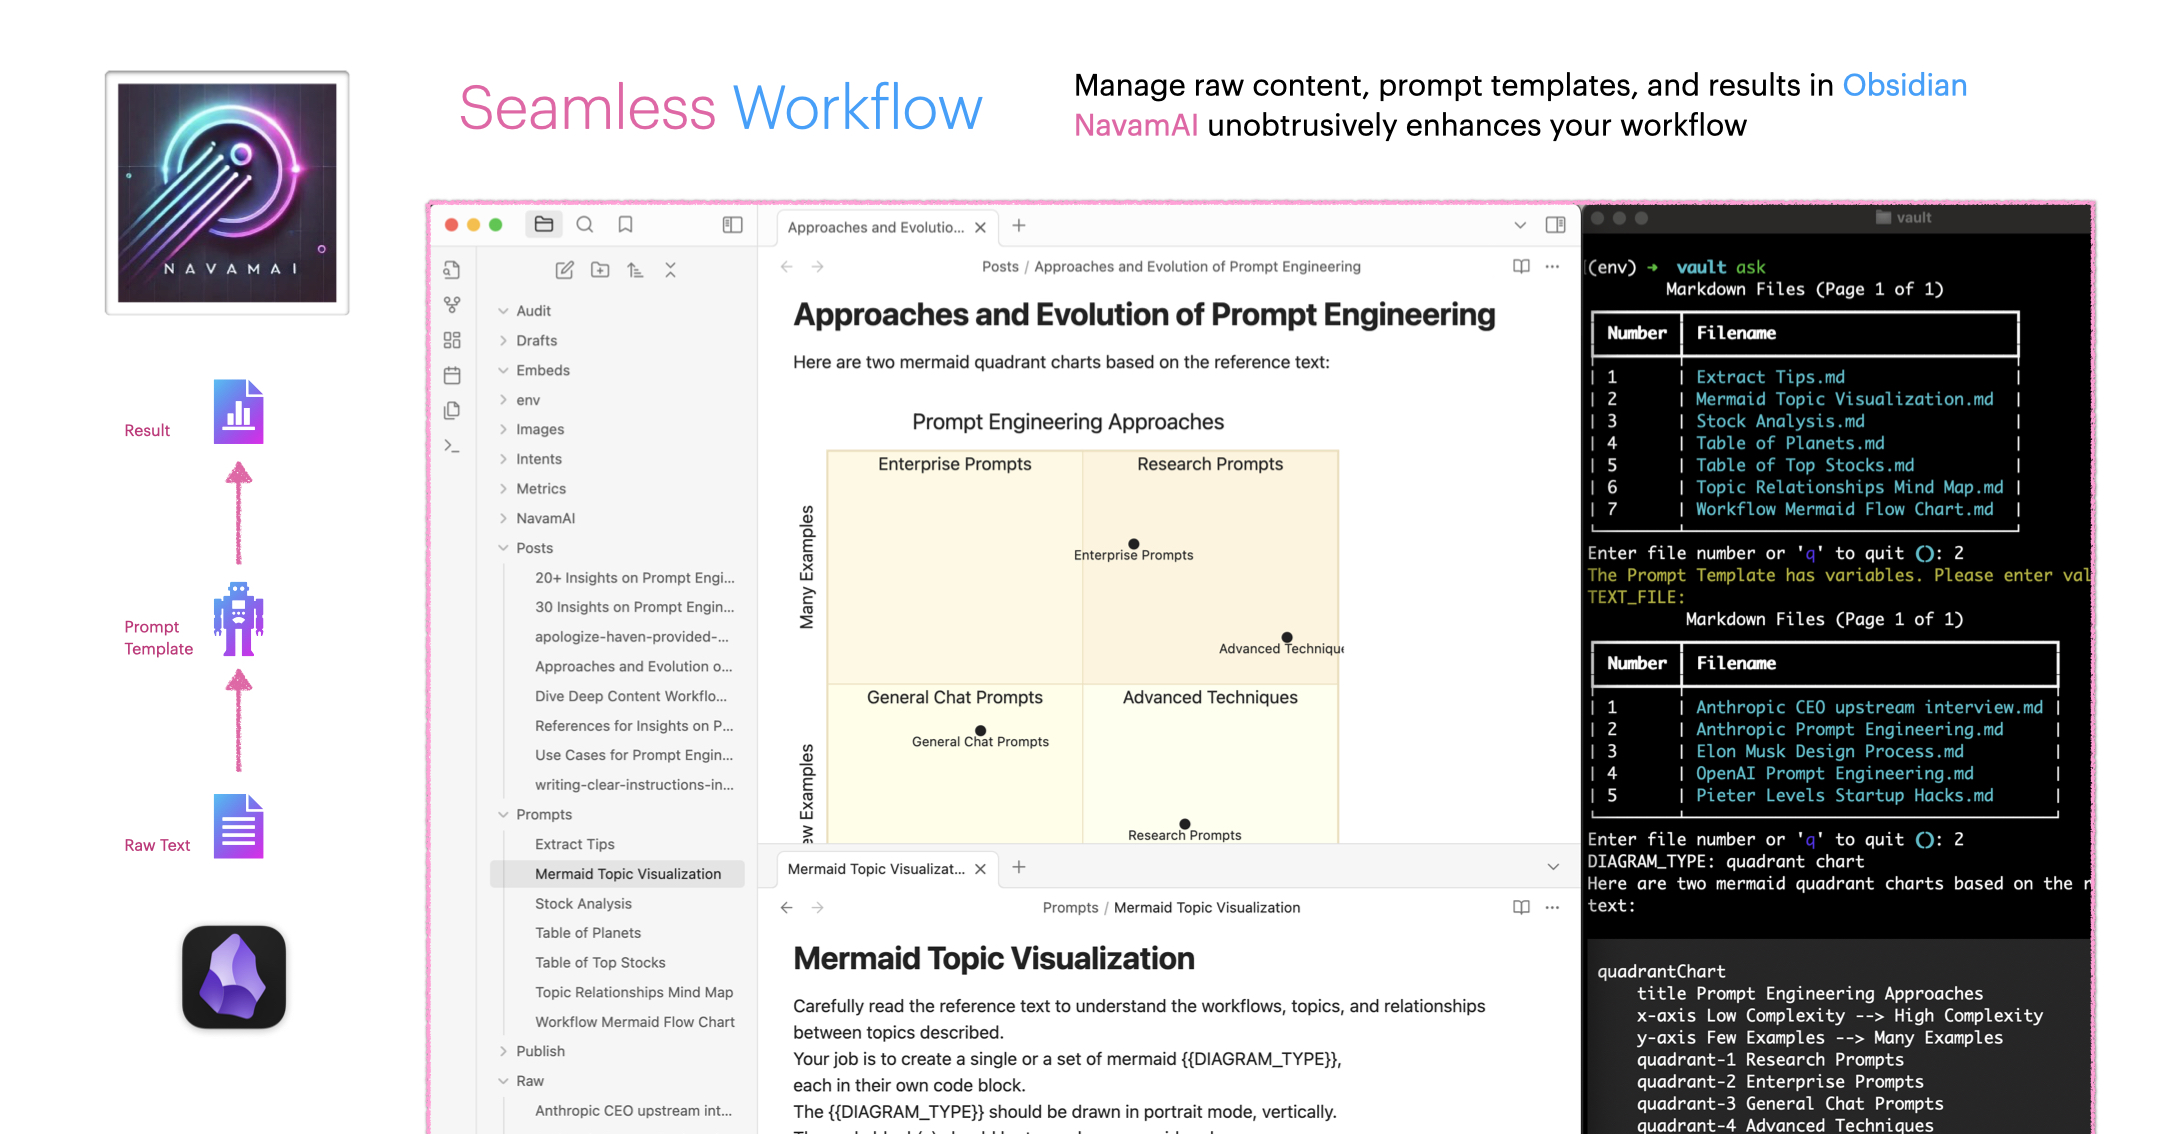 NAVAMAI
Seamless Workflow
Manage raw content, prompt templates, and results in Obsidian
NavamAI unobtrusively enhances your workflow
Result
Prompt
Template
Raw Text
Audit
Drafts
Embeds
env
Images
Intents
Metrics
NavamAI
Posts
20+ Insights on Prompt Engi...
30 Insights on Prompt Engin...
apologize-haven-provided-...
Approaches and Evolution o...
Dive Deep Content Workflo...
References for Insights on P...
Use Cases for Prompt Engin...
writing-clear-instructions-in...
Prompts
Extract Tips
Mermaid Topic Visualization
Stock Analysis
Table of Planets
Table of Top Stocks
Topic Relationships Mind Map
Workflow Mermaid Flow Chart
Publish
Raw
Anthropic CEO upstream int...
Approaches and Evolutio...
Posts / Approaches and Evolution of Prompt Engineering
Approaches and Evolution of Prompt Engineering
Here are two mermaid quadrant charts based on the reference text:
Prompt Engineering Approaches
Enterprise Prompts
Research Prompts
Many Examples
Enterprise Prompts
Advanced Technique
General Chat Prompts
Advanced Techniques
General Chat Prompts
Examples
Research Prompts
Mermaid Topic Visualizat...
Prompts / Mermaid Topic Visualization
Mermaid Topic Visualization
Carefully read the reference text to understand the workflows, topics, and relationships
between topics described.
Your job is to create a single or a set of mermaid {{DIAGRAM_TYPE}},
each in their own code block.
The {{DIAGRAM_TYPE}} should be drawn in portrait mode, vertically.
vault
(env) → vault ask
Markdown Files (Page 1 of 1)
Number | Filename
1 | Extract Tips.md
2 | Mermaid Topic Visualization.md
3 | Stock Analysis.md
4 | Table of Planets.md
5 | Table of Top Stocks.md
6 | Topic Relationships Mind Map.md
7 | Workflow Mermaid Flow Chart.md
Enter file number or 'q' to quit (): 2
The Prompt Template has variables. Please enter val
TEXT_FILE:
Markdown Files (Page 1 of 1)
Number | Filename
1 | Anthropic CEO upstream interview.md
2 | Anthropic Prompt Engineering.md
3 | Elon Musk Design Process.md
4 | OpenAI Prompt Engineering.md
5 | Pieter Levels Startup Hacks.md
Enter file number or 'q' to quit (): 2
DIAGRAM_TYPE: quadrant chart
Here are two mermaid quadrant charts based on the r
text:
quadrantChart
title Prompt Engineering Approaches
x-axis Low Complexity --> High Complexity
y-axis Few Examples --> Many Examples
quadrant-1 Research Prompts
quadrant-2 Enterprise Prompts
quadrant-3 General Chat Prompts
quadrant-4 Advanced Techniques